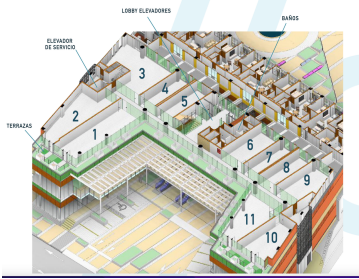 LOBBY ELEVADORES
BAÑOS
ELEVADOR
DE SERVICIO
TERRAZAS
3
4
5
2
1
6
7
8
9
11
10